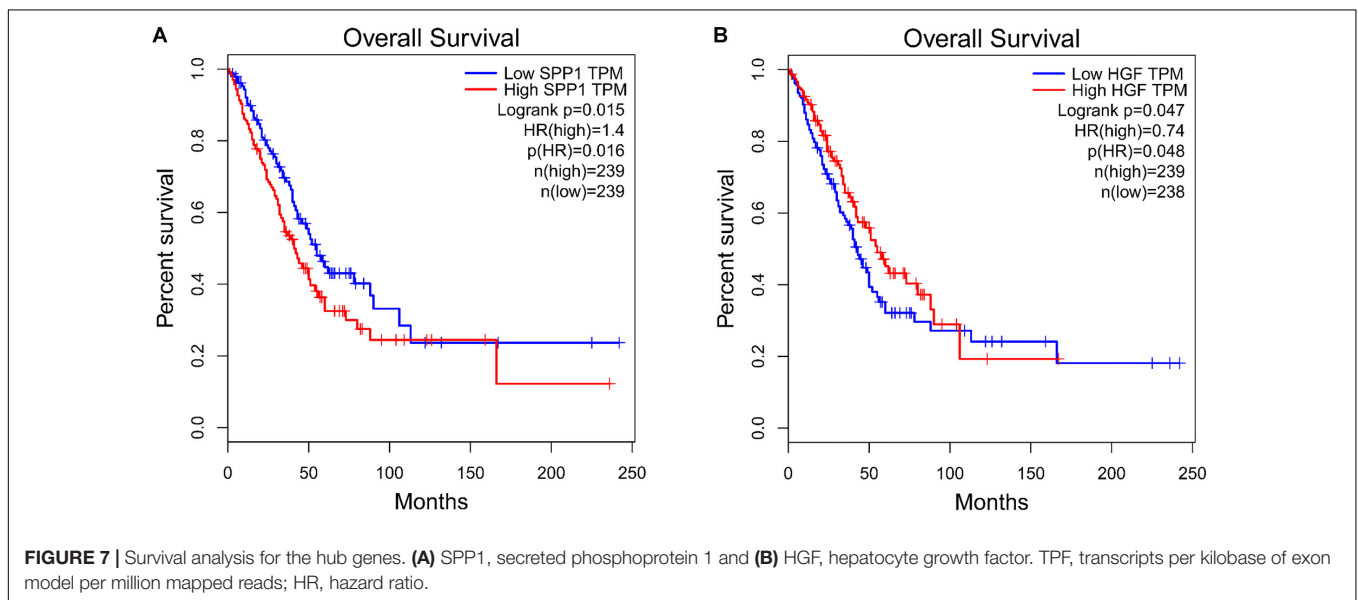 A
Overall Survival
Low SPP1 TPM
High SPP1 TPM
Logrank p=0.015
HR(high)=1.4
p(HR)=0.016
n(high)=239
n(low)=239
Percent survival
1.0
0.8
0.6
0.4
0.2
0.0
0 50 100 150 200 250
Months
B
Overall Survival
Low HGF TPM
High HGF TPM
Logrank p=0.047
HR(high)=0.74
p(HR)=0.048
n(high)=239
n(low)=238
Percent survival
1.0
0.8
0.6
0.4
0.2
0.0
0 50 100 150 200 250
Months
FIGURE 7 | Survival analysis for the hub genes. (A) SPP1, secreted phosphoprotein 1 and (B) HGF, hepatocyte growth factor. TPF, transcripts per kilobase of exon
model per million mapped reads; HR, hazard ratio.